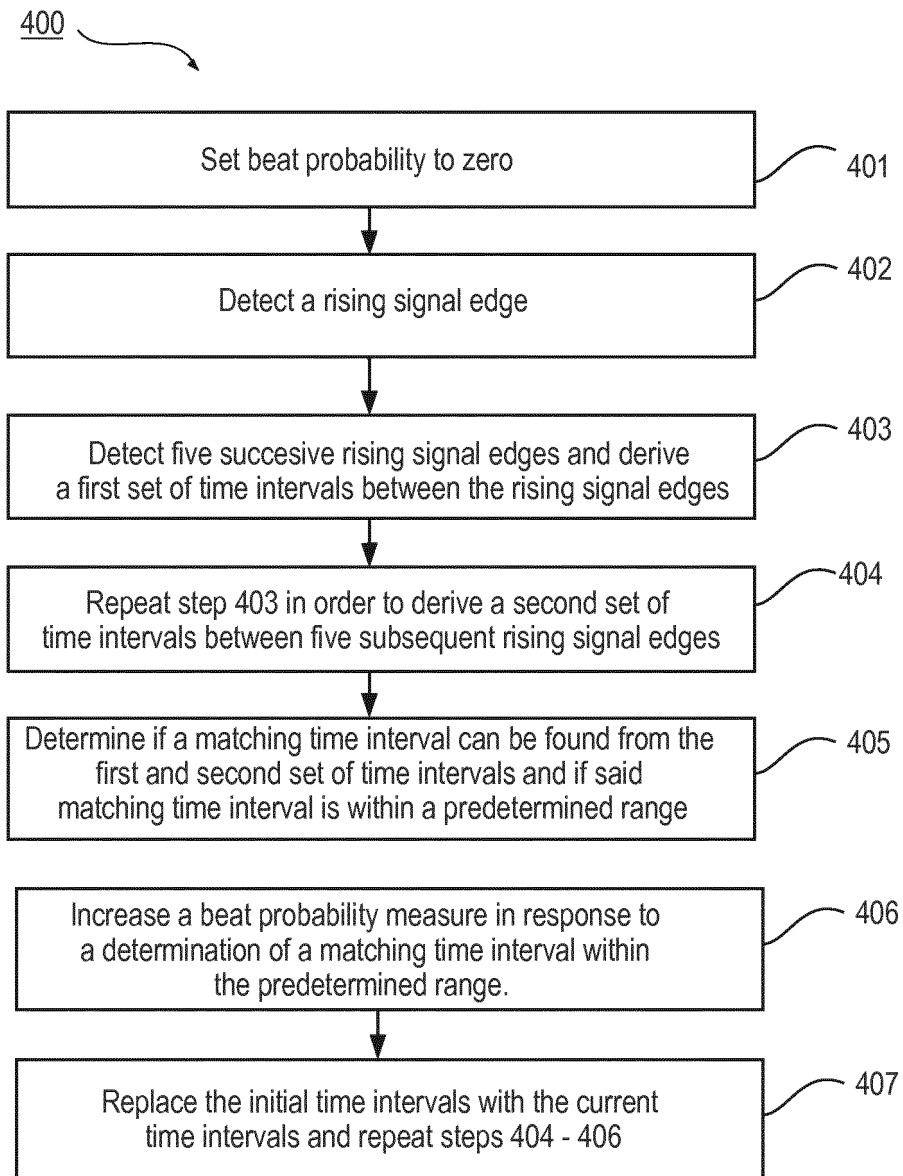 400
Set beat probability to zero
401
Detect a rising signal edge
402
Detect five succesive rising signal edges and derive
a first set of time intervals between the rising signal edges
403
Repeat step 403 in order to derive a second set of
time intervals between five subsequent rising signal edges
404
Determine if a matching time interval can be found from the
first and second set of time intervals and if said
matching time interval is within a predetermined range
405
Increase a beat probability measure in response to
a determination of a matching time interval within
the predetermined range.
406
Replace the initial time intervals with the current
time intervals and repeat steps 404 - 406
407